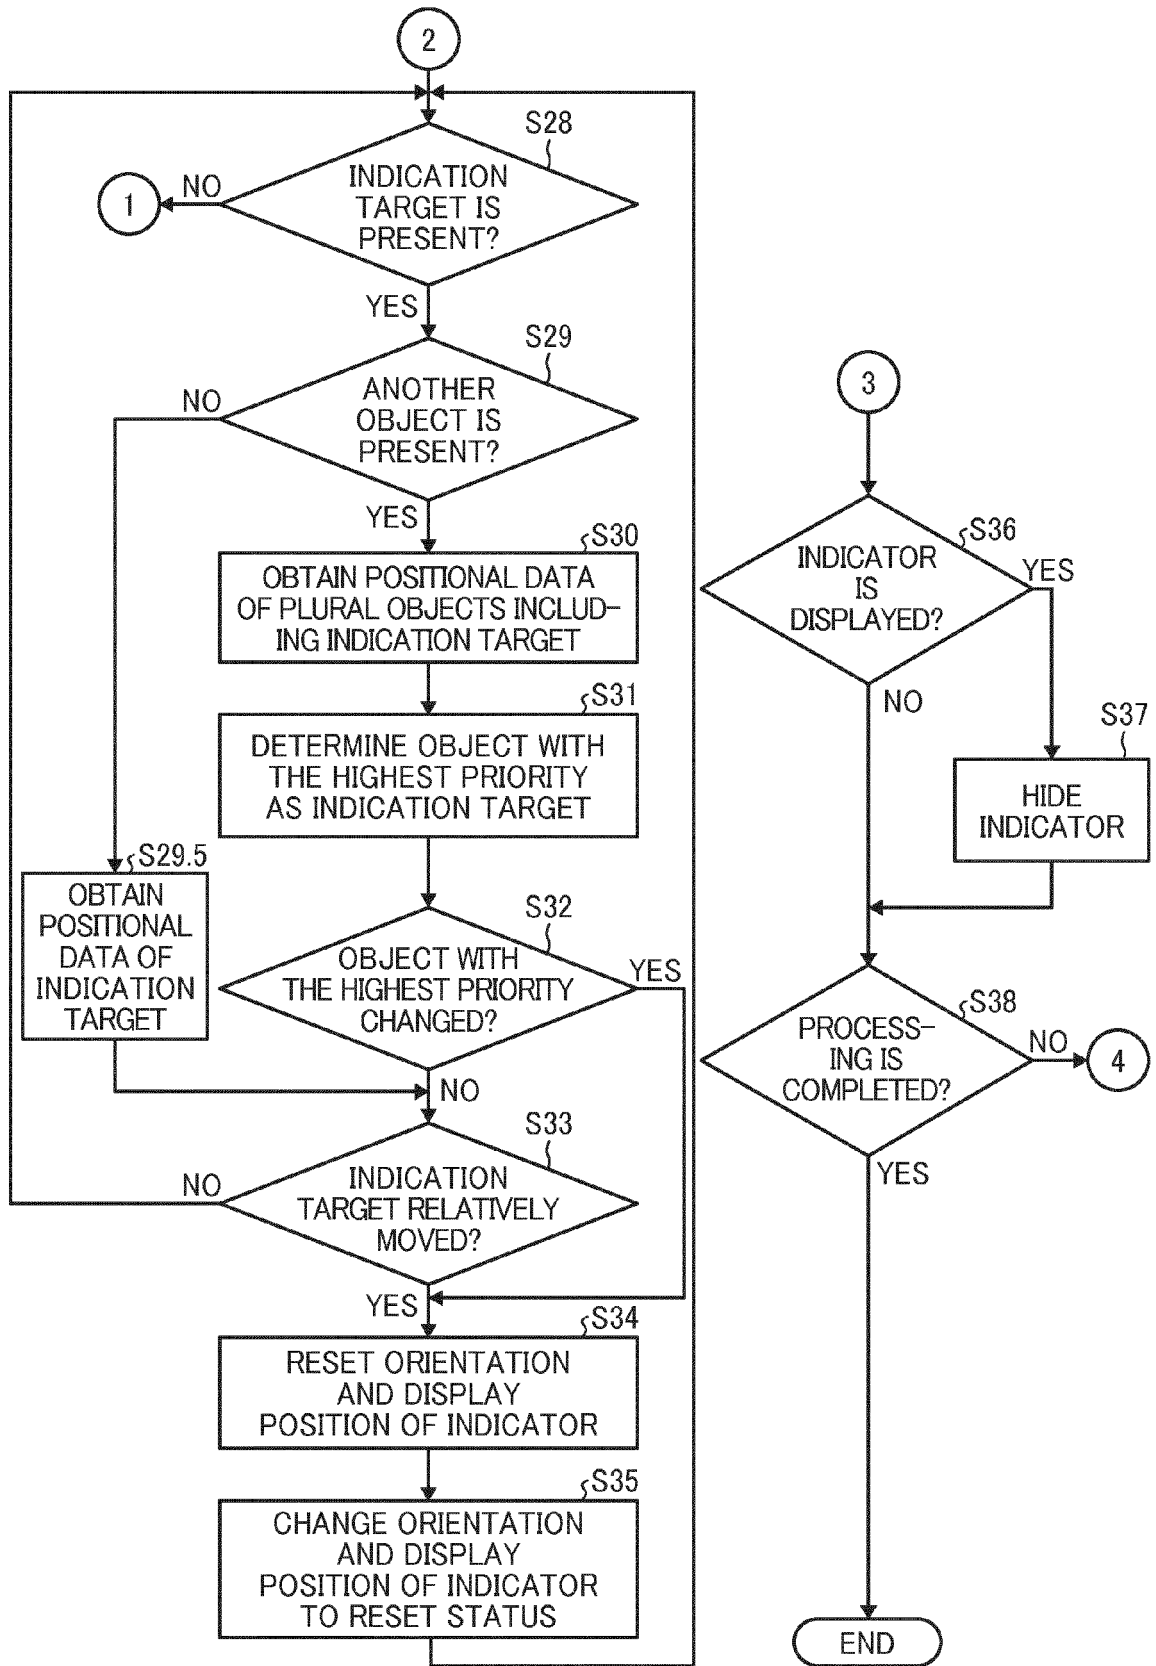 2
S28
INDICATION
TARGET IS
PRESENT?
NO
1
YES
S29
ANOTHER
OBJECT IS
PRESENT?
NO
YES
S30
OBTAIN POSITIONAL DATA
OF PLURAL OBJECTS INCLUD-
ING INDICATION TARGET
S31
DETERMINE OBJECT WITH
THE HIGHEST PRIORITY
AS INDICATION TARGET
S29.5
OBTAIN
POSITIONAL
DATA OF
INDICATION
TARGET
S32
OBJECT WITH
THE HIGHEST PRIORITY
CHANGED?
YES
NO
S33
INDICATION
TARGET RELATIVELY
MOVED?
NO
YES
S34
RESET ORIENTATION
AND DISPLAY
POSITION OF INDICATOR
S35
CHANGE ORIENTATION
AND DISPLAY
POSITION OF INDICATOR
TO RESET STATUS
3
S36
INDICATOR
IS
DISPLAYED?
YES
NO
S37
HIDE
INDICATOR
S38
PROCESS-
ING IS
COMPLETED?
NO
4
YES
END